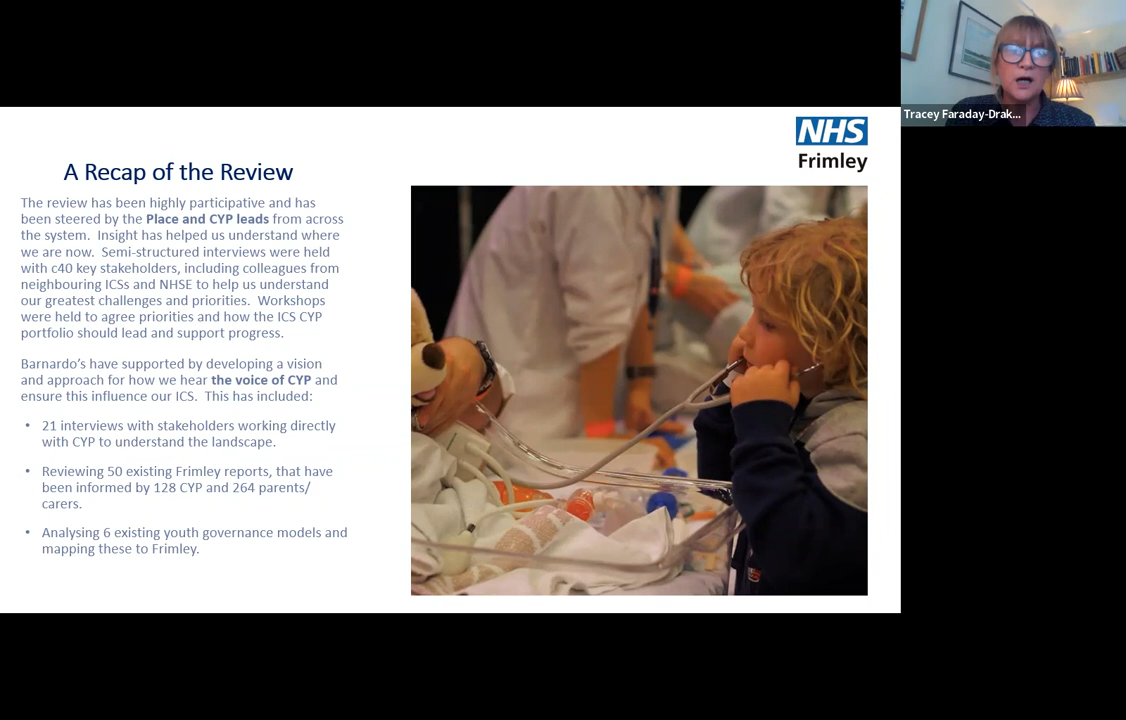 Tracey Faraday-Drak...
NHS
Frimley
A Recap of the Review
The review has been highly participative and has
been steered by the Place and CYP leads from across
the system.  Insight has helped us understand where
we are now.  Semi-structured interviews were held
with c40 key stakeholders, including colleagues from
neighbouring ICSs and NHSE to help us understand
our greatest challenges and priorities.  Workshops
were held to agree priorities and how the ICS CYP
portfolio should lead and support progress.
Barnardo's have supported by developing a vision
and approach for how we hear the voice of CYP and
ensure this influence our ICS.  This has included:
• 21 interviews with stakeholders working directly
with CYP to understand the landscape.
• Reviewing 50 existing Frimley reports, that have
been informed by 128 CYP and 264 parents/
carers.
• Analysing 6 existing youth governance models and
mapping these to Frimley.